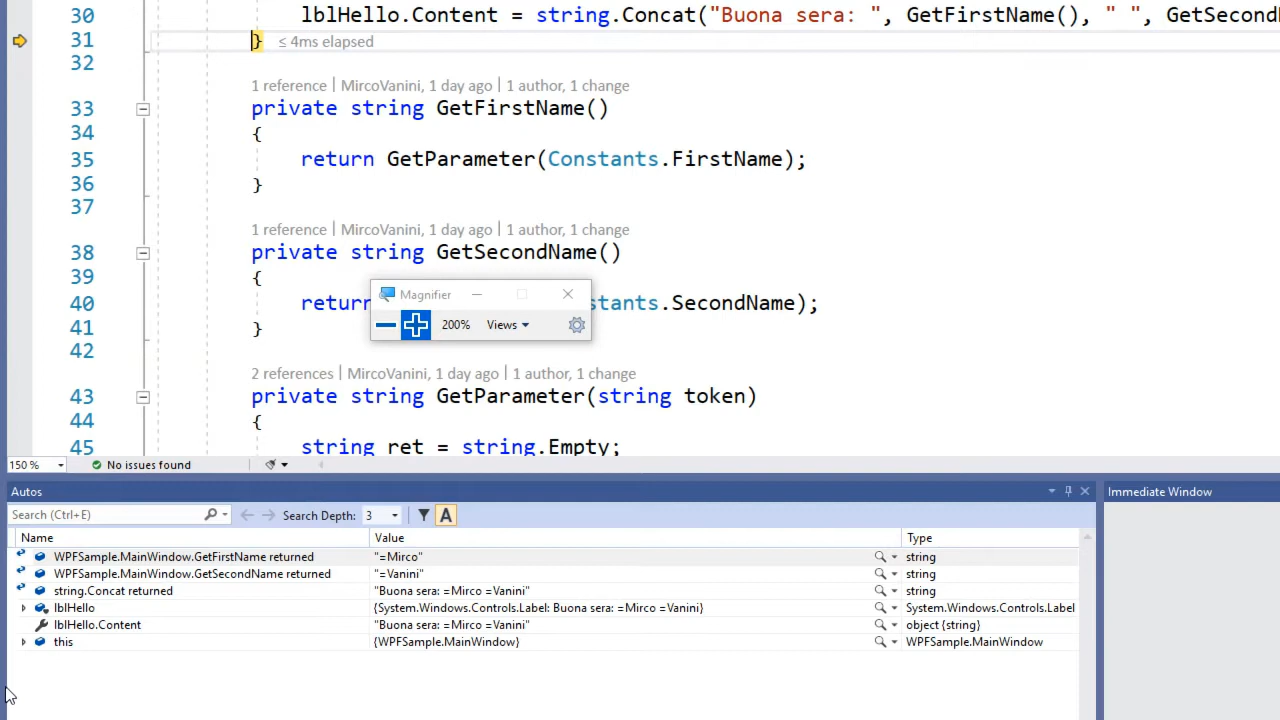 30 lblHello.Content = string.Concat("Buona sera: ", GetFirstName(), " ", GetSecondN
31 } ≤ 4ms elapsed
32
1 reference | MircoVanini, 1 day ago | 1 author, 1 change
33 private string GetFirstName()
34 {
35 return GetParameter(Constants.FirstName);
36 }
37
1 reference | MircoVanini, 1 day ago | 1 author, 1 change
38 private string GetSecondName()
39 {
40 return stants.SecondName);
41 }
42
Magnifier
200% Views
2 references | MircoVanini, 1 day ago | 1 author, 1 change
43 private string GetParameter(string token)
44 {
45 string ret = string.Empty;
150 % No issues found
Autos
Search (Ctrl+E) Search Depth: 3 A
Name Value Type
WPFSample.MainWindow.GetFirstName returned "=Mirco" string
WPFSample.MainWindow.GetSecondName returned "=Vanini" string
string.Concat returned "Buona sera: =Mirco =Vanini" string
lblHello {System.Windows.Controls.Label: Buona sera: =Mirco =Vanini} System.Windows.Controls.Label
lblHello.Content "Buona sera: =Mirco =Vanini" object {string}
this {WPFSample.MainWindow} WPFSample.MainWindow
Immediate Window